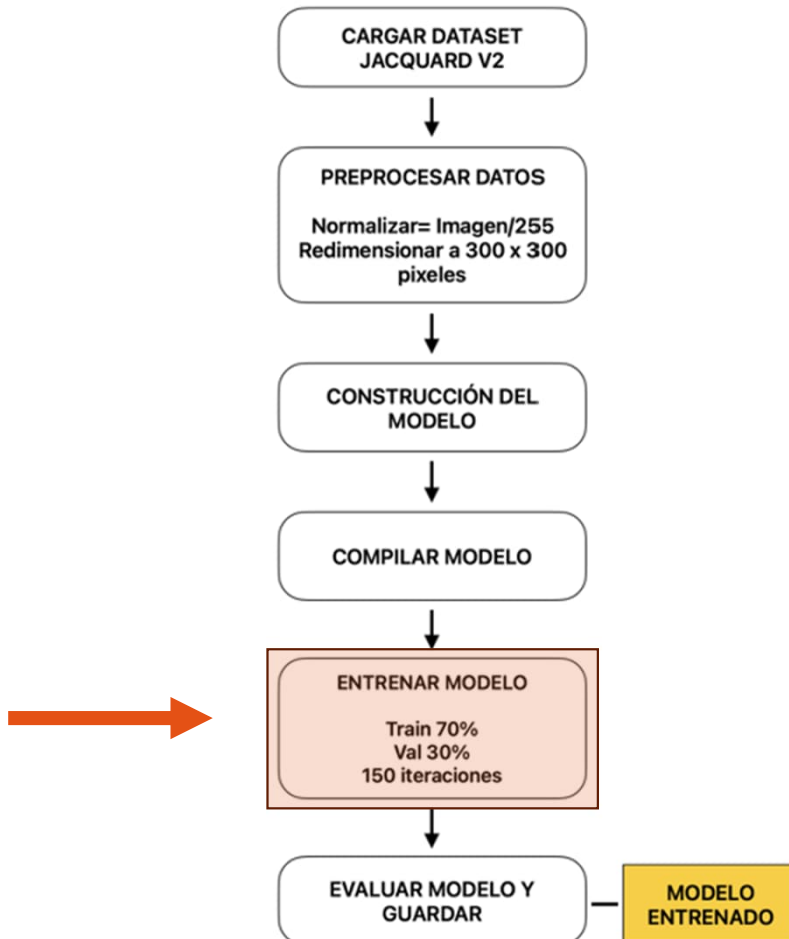 CARGAR DATASET
JACQUARD V2
PREPROCESAR DATOS
Normalizar= Imagen/255
Redimensionar a 300 x 300
pixeles
CONSTRUCCIÓN DEL
MODELO
COMPILAR MODELO
ENTRENAR MODELO
Train 70%
Val 30%
150 iteraciones
EVALUAR MODELO Y
GUARDAR
MODELO
ENTRENADO